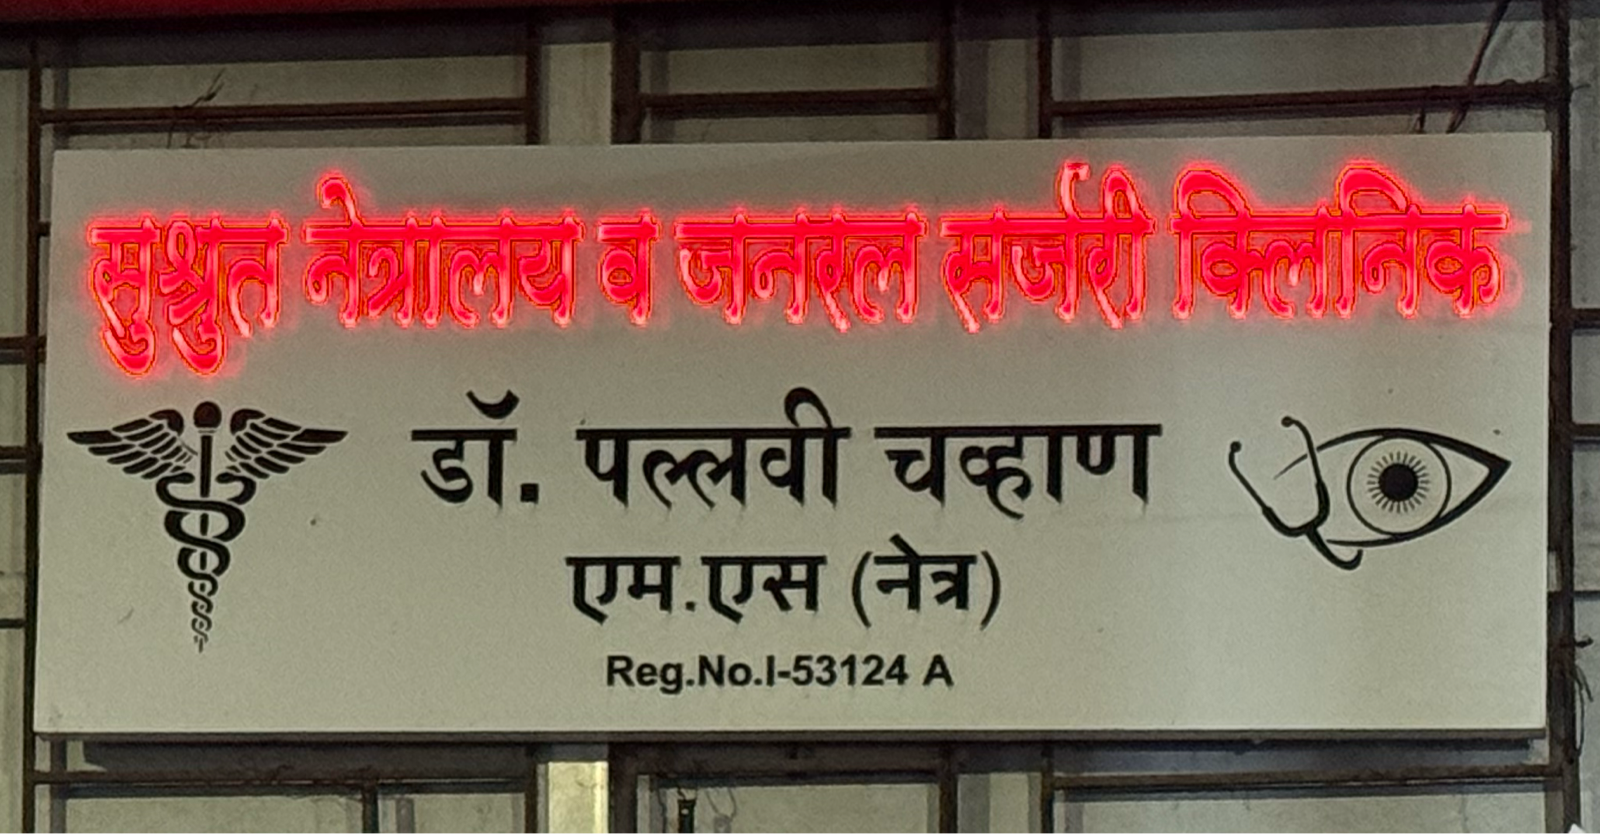 सुश्रुत नेत्रालय व जनरल सर्जरी क्लिनिक
डॉ. पल्लवी चव्हाण
एम.एस (नेत्र)
Reg.No.I-53124 A